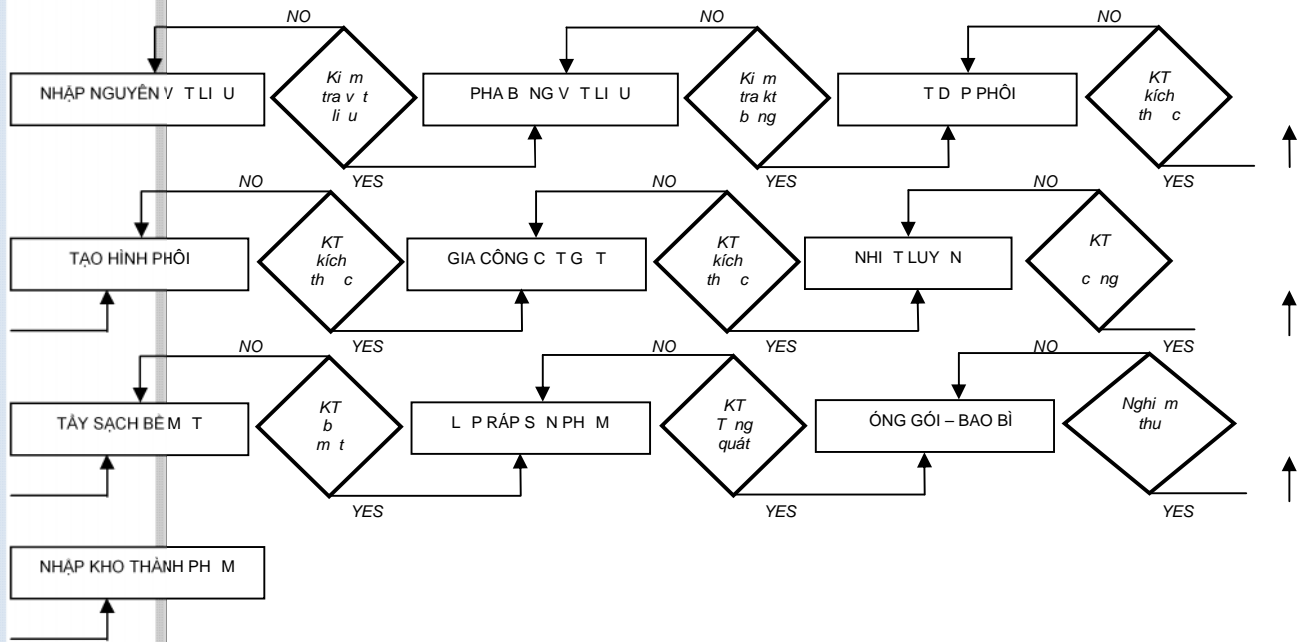 NO
NO
NO
NHẬP NGUYÊN V T LI U
Ki m
tra v t
li u
PHA B NG V T LI U
Ki m
tra kt
b ng
T D P PHÔI
KT
kích
th c
YES
YES
YES
NO
NO
NO
TẠO HÌNH PHÔI
KT
kích
th c
GIA CÔNG C T G T
KT
kích
th c
NHI T LUY N
KT
c ng
YES
YES
YES
NO
NO
NO
TẨY SẠCH BỀ M T
KT
b
m t
L P RÁP S N PH M
KT
T ng
quát
ÓNG GÓI – BAO BÌ
Nghi m
thu
YES
YES
YES
NHẬP KHO THÀNH PH M